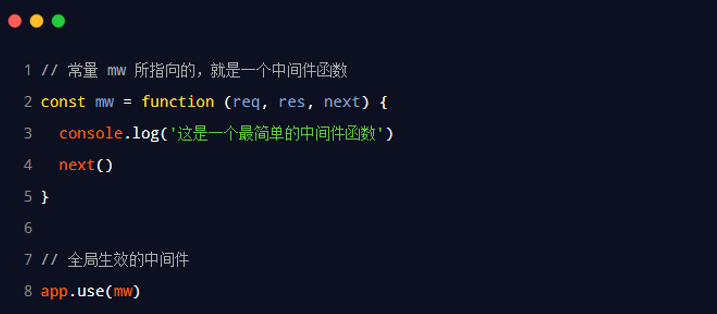 1 // 常量 mw 所指向的，就是一个中间件函数
2 const mw = function (req, res, next) {
3   console.log('这是一个最简单的中间件函数')
4   next()
5 }
6
7 // 全局生效的中间件
8 app.use(mw)